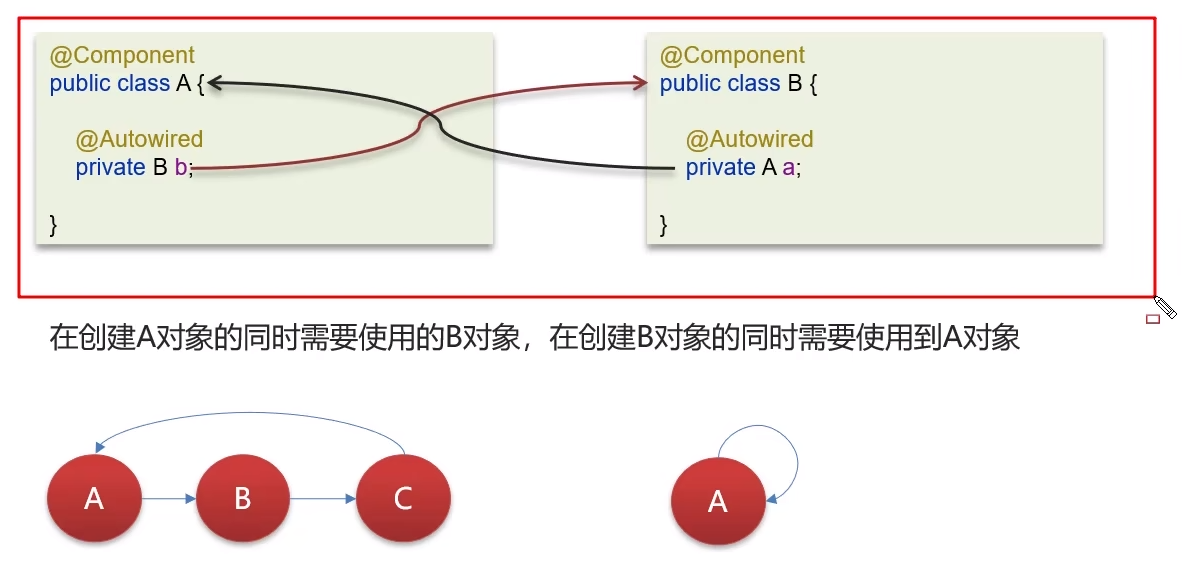 @Component
public class A {
@Autowired
private B b;
}
@Component
public class B {
@Autowired
private A a;
}
在创建A对象的同时需要使用的B对象，在创建B对象的同时需要使用到A对象
A
B
C
A